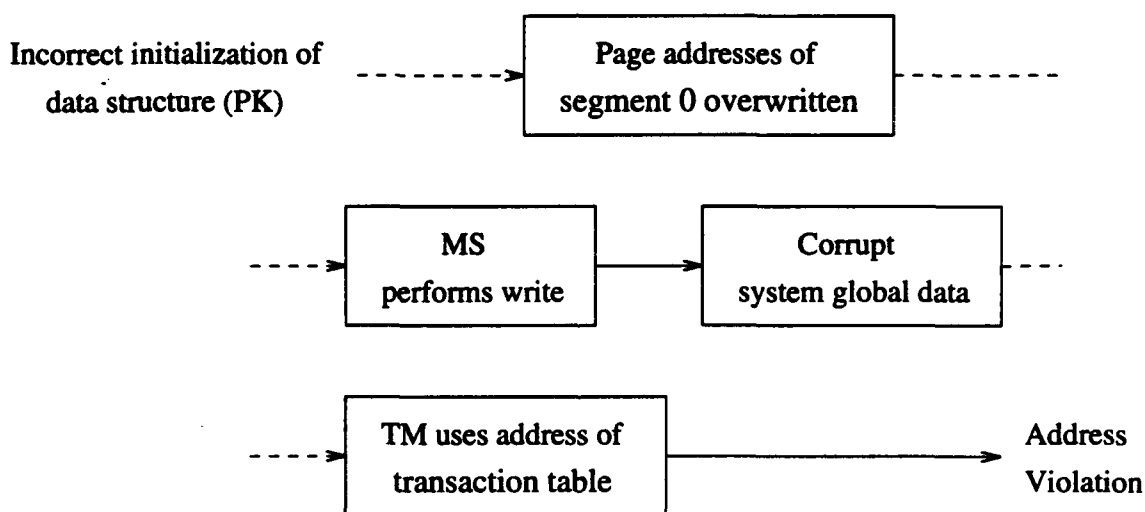 Incorrect initialization of
data structure (PK)
Page addresses of
segment 0 overwritten
MS
performs write
Corrupt
system global data
TM uses address of
transaction table
Address
Violation